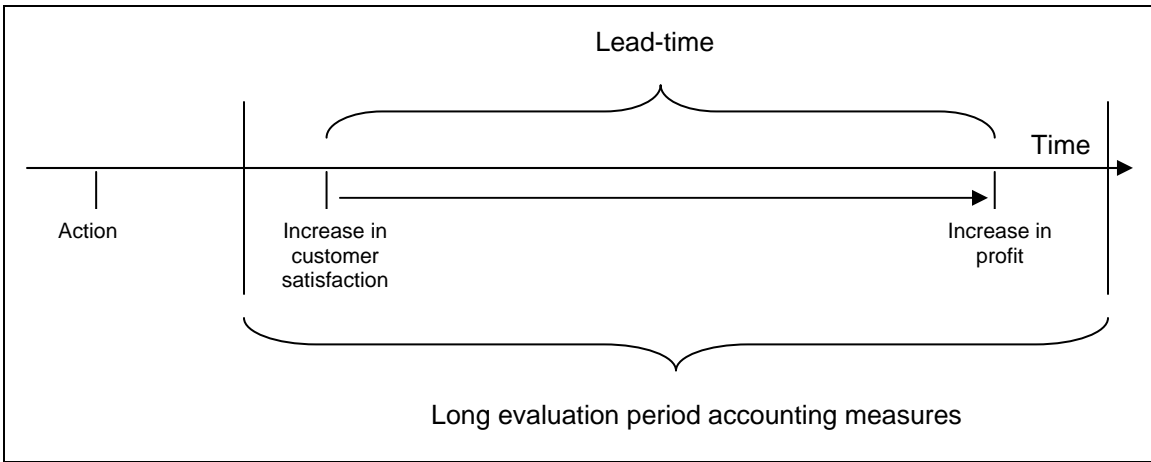 Lead-time
Time
Action
Increase in
customer
satisfaction
Increase in
profit
Long evaluation period accounting measures